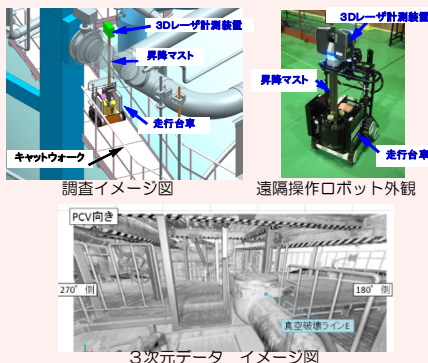 3Dレーザ計測装置
昇降マスト
走行台車
キャットウォーク
調査イメージ図
3Dレーザ計測装置
昇降マスト
走行台車
遠隔操作ロボット外観
PCV向き
270°側
180°側
真空破壊ラインE
3次元データ イメージ図